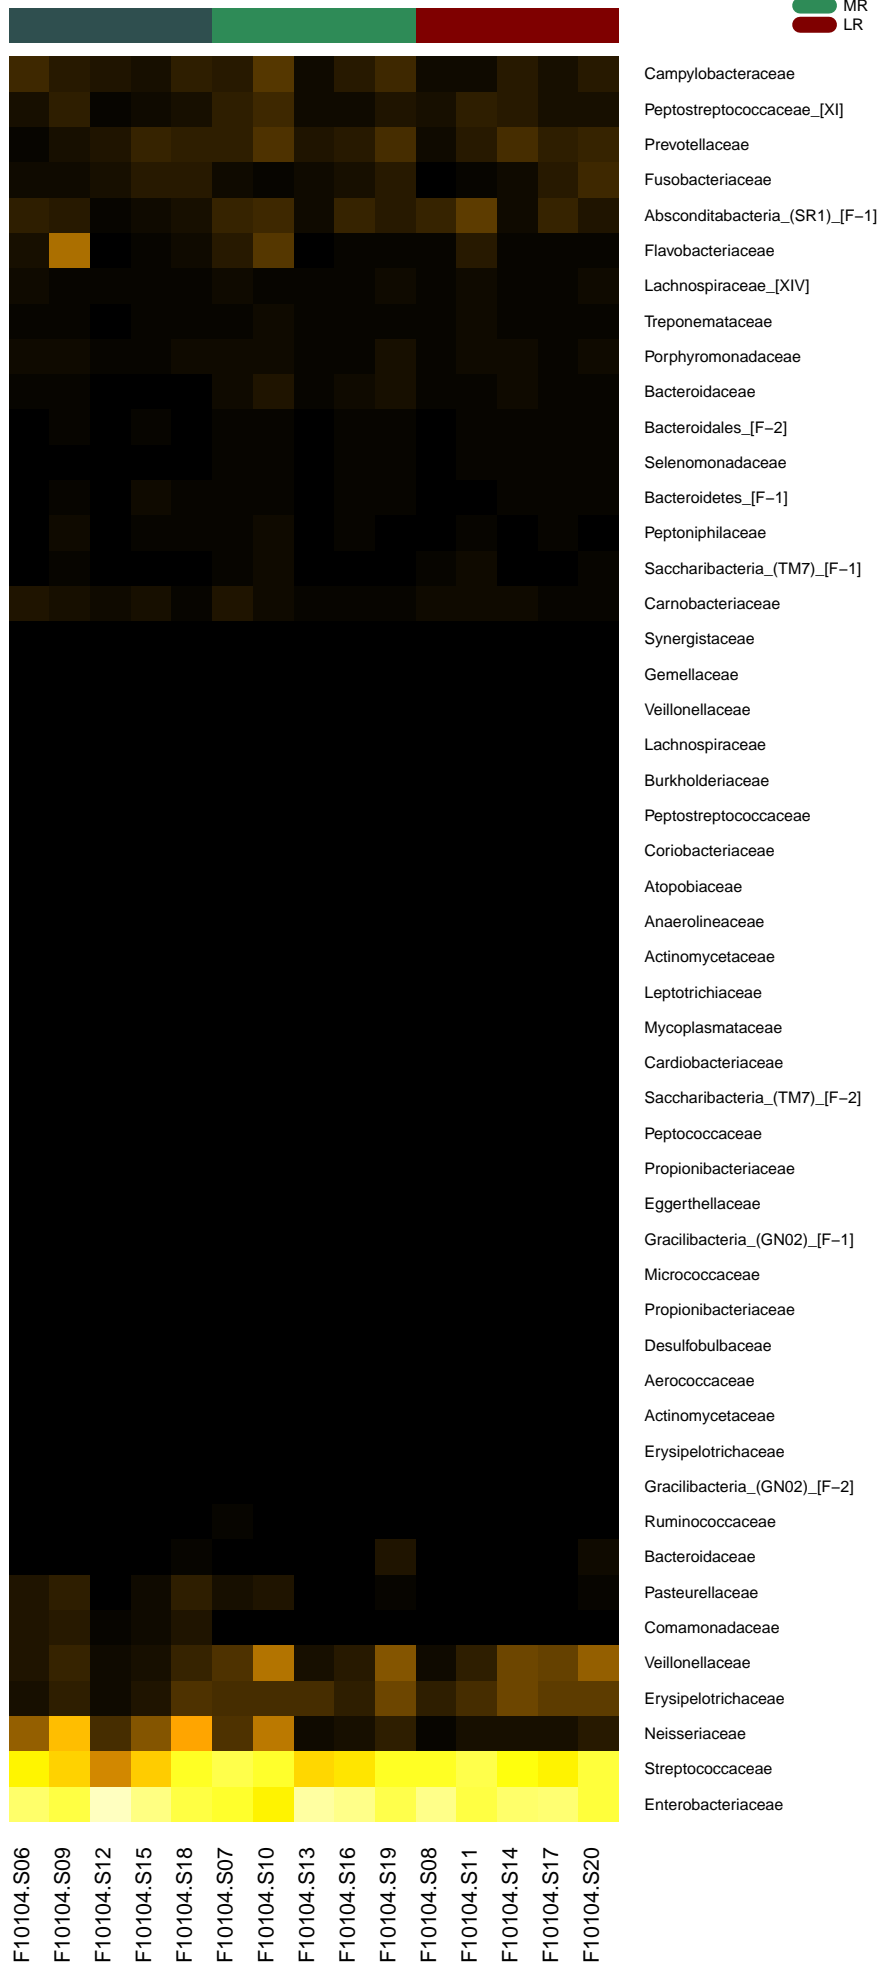 MR
LR
Campylobacteraceae
Peptostreptococcaceae_[XI]
Prevotellaceae
Fusobacteriaceae
Absconditabacteria_(SR1)_[F−1]
Flavobacteriaceae
Lachnospiraceae_[XIV]
Treponemataceae
Porphyromonadaceae
Bacteroidaceae
Bacteroidales_[F−2]
Selenomonadaceae
Bacteroidetes_[F−1]
Peptoniphilaceae
Saccharibacteria_(TM7)_[F−1]
Carnobacteriaceae
Synergistaceae
Gemellaceae
Veillonellaceae
Lachnospiraceae
Burkholderiaceae
Peptostreptococcaceae
Coriobacteriaceae
Atopobiaceae
Anaerolineaceae
Actinomycetaceae
Leptotrichiaceae
Mycoplasmataceae
Cardiobacteriaceae
Saccharibacteria_(TM7)_[F−2]
Peptococcaceae
Propionibacteriaceae
Eggerthellaceae
Gracilibacteria_(GN02)_[F−1]
Micrococcaceae
Propionibacteriaceae
Desulfobulbaceae
Aerococcaceae
Actinomycetaceae
Erysipelotrichaceae
Gracilibacteria_(GN02)_[F−2]
Ruminococcaceae
Bacteroidaceae
Pasteurellaceae
Comamonadaceae
Veillonellaceae
Erysipelotrichaceae
Neisseriaceae
Streptococcaceae
Enterobacteriaceae
F10104.S06
F10104.S09
F10104.S12
F10104.S15
F10104.S18
F10104.S07
F10104.S10
F10104.S13
F10104.S16
F10104.S19
F10104.S08
F10104.S11
F10104.S14
F10104.S17
F10104.S20